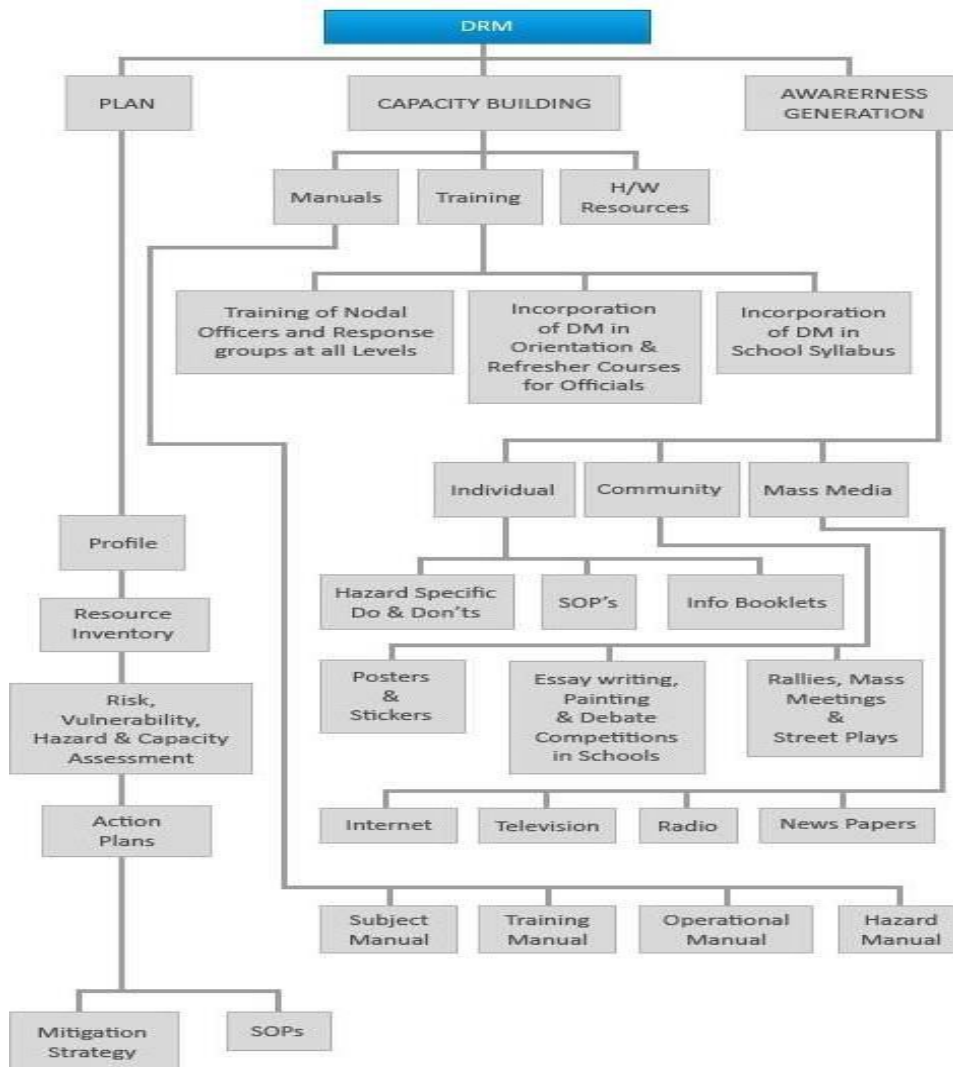 DRM
PLAN
CAPACITY BUILDING
AWARERNESS
GENERATION
Manuals
Training
H/W
Resources
Training of Nodal
Officers and Response
groups at all Levels
Incorporation
of DM in
Orientation &
Refresher Courses
for Officials
Incorporation
of DM in
School Syllabus
Individual
Community
Mass Media
Profile
Hazard Specific
Do & Don'ts
SOP's
Info Booklets
Resource
Inventory
Posters
&
Stickers
Essay writing,
Painting
& Debate
Competitions
in Schools
Rallies, Mass
Meetings
&
Street Plays
Risk,
Vulnerability,
Hazard & Capacity
Assessment
Internet
Television
Radio
News Papers
Action
Plans
Subject
Manual
Training
Manual
Operational
Manual
Hazard
Manual
Mitigation
Strategy
SOPs